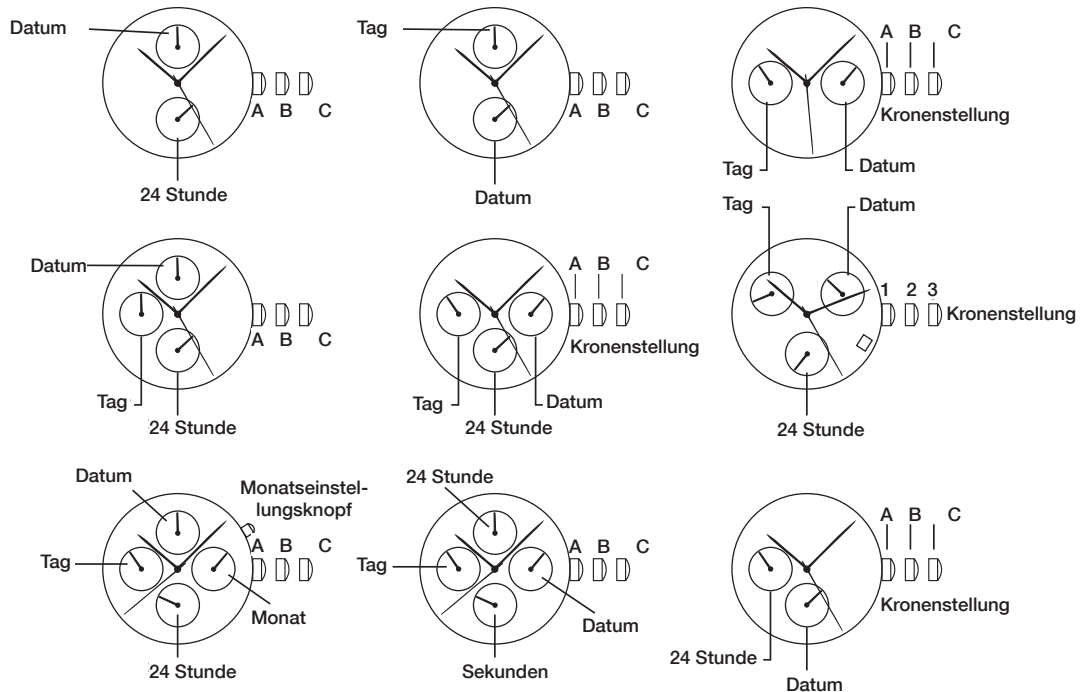 Datum
A B C
24 Stunde
Tag
A B C
Datum
A B C
Kronenstellung
Tag
Datum
Datum
A B C
Tag
24 Stunde
A B C
Kronenstellung
Tag
Datum
24 Stunde
Tag
Datum
1 2 3
Kronenstellung
24 Stunde
Datum
Monatseinstel-
lungsknopf
A B C
Tag
Monat
24 Stunde
24 Stunde
A B C
Tag
Datum
Sekunden
A B C
Kronenstellung
24 Stunde
Datum